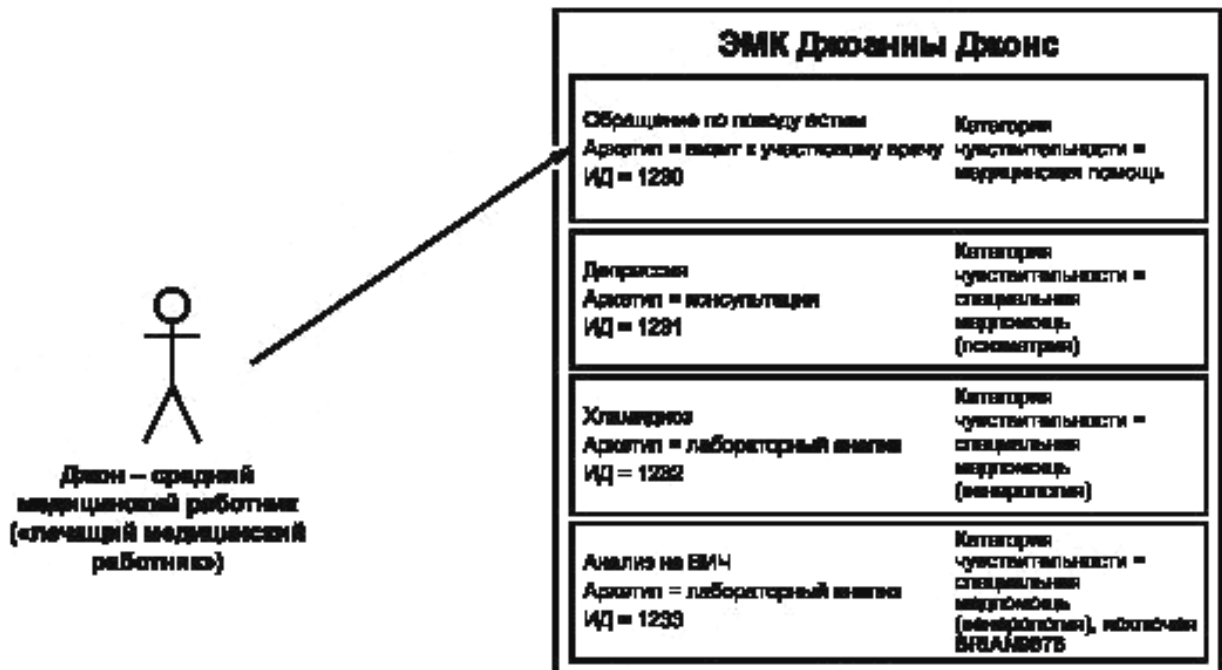 ЭМК Джоанны Джонс
Обращение по поводу астмы
Архетип = визит к участковому врачу
ИД = 1230
Категория
чувствительности =
медицинская помощь
Депрессия
Архетип = консультация
ИД = 1231
Категория
чувствительности =
специальная
медпомощь
(психиатрия)
Хламидиоз
Архетип = лабораторный анализ
ИД = 1232
Категория
чувствительности =
специальная
медпомощь
(венерология)
Анализ на ВИЧ
Архетип = лабораторный анализ
ИД = 1233
Категория
чувствительности =
специальная
медпомощь
(венерология), исключая
Джон – средний
медицинский работник
(«лечащий медицинский
работник»)